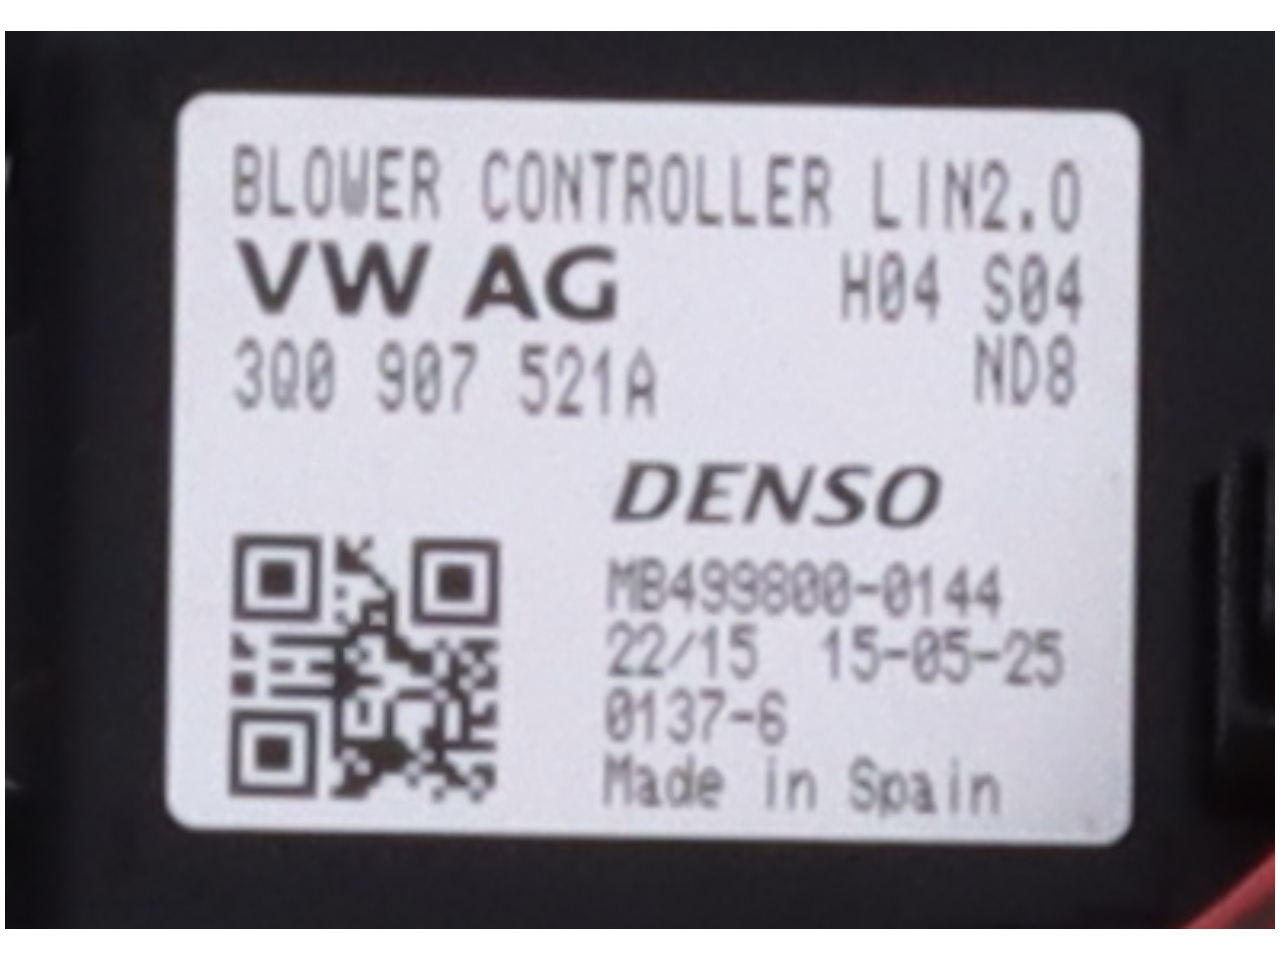 BLOWER CONTROLLER LIN2.0
VW AG H04 S04
3Q0 907 521A ND8
DENSO
MB499800-0144
22/15 15-05-25
0137-6
Made in Spain